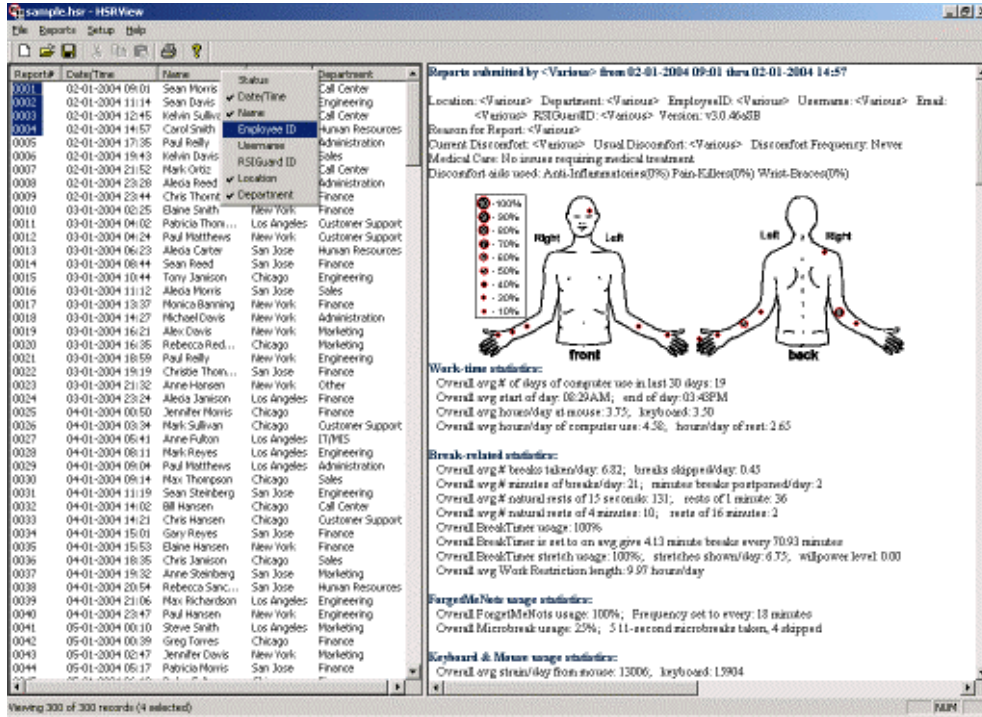 sample.hsr - HSRView
File Reports Setup Help
Report# Date/Time Name Department
0001 02-01-2004 09:01 Sean Morris Call Center
0002 02-01-2004 11:14 Sean Davis Engineering
0003 02-01-2004 12:45 Kelvin Call Center
0004 02-01-2004 14:57 Carol Smith Human Resources
0005 02-01-2004 17:35 Paul Reilly Administration
0006 02-01-2004 19:43 Kelvin Davis Sales
0007 02-01-2004 21:52 Mark Ortiz Call Center
0008 02-01-2004 23:28 Alecia Reed Administration
0009 02-01-2004 23:44 Chris Thornt Finance
0010 03-01-2004 02:25 Elaine Smith New York Finance
0011 03-01-2004 04:02 Patricia Thom... Los Angeles Customer Support
0012 03-01-2004 04:24 Paul Matthews New York Customer Support
0013 03-01-2004 06:23 Alecia Carter San Jose Human Resources
0014 03-01-2004 08:44 Sean Reed San Jose Finance
0015 03-01-2004 10:44 Tony Janison Chicago Engineering
0016 03-01-2004 11:12 Alecia Morris San Jose Sales
0017 03-01-2004 13:37 Monica Banning New York Finance
0018 03-01-2004 14:27 Michael Davis New York Administration
0019 03-01-2004 16:21 Alex Davis New York Marketing
0020 03-01-2004 16:35 Rebecca Red... Chicago Marketing
0021 03-01-2004 18:59 Paul Reilly New York Engineering
0022 03-01-2004 19:19 Christie Thom... San Jose Finance
0023 03-01-2004 21:32 Anne Hansen New York Other
0024 03-01-2004 23:24 Alecia Janison Los Angeles Finance
0025 04-01-2004 00:50 Jennifer Morris Chicago Finance
0026 04-01-2004 03:34 Mark Sullivan Chicago Customer Support
0027 04-01-2004 05:41 Anne Fulton Los Angeles IT/MIS
0028 04-01-2004 08:11 Mark Reyes Los Angeles Engineering
0029 04-01-2004 09:04 Paul Matthews Los Angeles Administration
0030 04-01-2004 09:14 Max Thompson Chicago Sales
0031 04-01-2004 11:19 Sean Steinberg San Jose Engineering
0032 04-01-2004 14:02 Bill Hansen Chicago Call Center
0033 04-01-2004 14:21 Chris Hansen Chicago Customer Support
0034 04-01-2004 15:01 Gary Reyes San Jose Finance
0035 04-01-2004 15:53 Elaine Hansen New York Finance
0036 04-01-2004 18:35 Chris Janison Chicago Sales
0037 04-01-2004 19:32 Anne Steinberg San Jose Marketing
0038 04-01-2004 20:54 Rebecca Sanc... San Jose Human Resources
0039 04-01-2004 21:06 Max Richardson Los Angeles Engineering
0040 04-01-2004 23:47 Paul Hansen New York Engineering
0041 05-01-2004 00:10 Steve Smith Los Angeles Marketing
0042 05-01-2004 00:39 Greg Torres Chicago Finance
0043 05-01-2004 02:47 Jennifer Davis New York Marketing
0044 05-01-2004 05:17 Patricia Morris San Jose Finance
Status
Date/Time
Name
Employee ID
Username
RSIGuard ID
Location
Department
Reports submitted by <Various> from 02-01-2004 09:01 thru 02-01-2004 14:57
Location: <Various> Department: <Various> EmployeeID: <Various> Username: <Various> Email:
<Various> RSIGuardID: <Various> Version: v3.0.46aSB
Reason for Report: <Various>
Current Discomfort: <Various> Usual Discomfort: <Various> Discomfort Frequency: Never
Medical Care: No issues requiring medical treatment
Discomfort aids used: Anti-Inflammatories(0%) Pain-Killers(0%) Wrist-Braces(0%)
- 100%
- 90%
- 80%
- 70%
- 60%
- 50%
- 40%
- 30%
- 10%
Right Left
Left Right
front
back
Work-time statistics:
Overall avg # of days of computer use in last 30 days: 19
Overall avg start of day: 08:29AM; end of day: 03:43PM
Overall avg hours/day at mouse: 3.75; keyboard: 3.50
Overall avg hours/day of computer use: 4.58; hours/day of rest: 2.65
Break-related statistics:
Overall avg # breaks taken/day: 6.82; breaks skipped/day: 0.45
Overall avg # minutes of breaks/day: 21; minutes breaks postponed/day: 2
Overall avg # natural rests of 15 seconds: 131; rests of 1 minute: 36
Overall avg # natural rests of 4 minutes: 10; rests of 16 minutes: 2
Overall BreakTimer usage: 100%
Overall BreakTimer is set to on avg give 4.13 minute breaks every 70.93 minutes
Overall BreakTimer stretch usage: 100%; stretches shown/day: 6.75; willpower level: 0.00
Overall avg Work Restriction length: 9.97 hours/day
ForgetMeNots usage statistics:
Overall ForgetMeNots usage: 100%; Frequency set to every: 18 minutes
Overall Microbreak usage: 25%; 5 11-second microbreaks taken, 4 skipped
Keyboard & Mouse usage statistics:
Overall avg strain/day from mouse: 13006; keyboard: 15904
Viewing 300 of 300 records (4 selected)
NUM